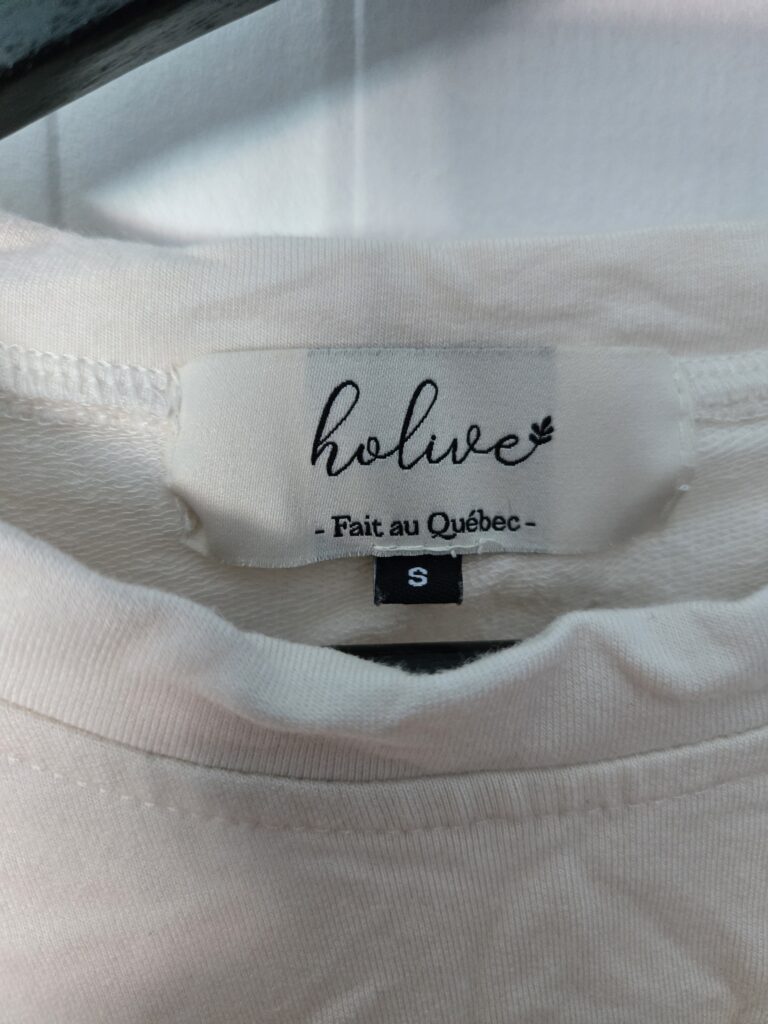 holive
- Fait au Québec -
S